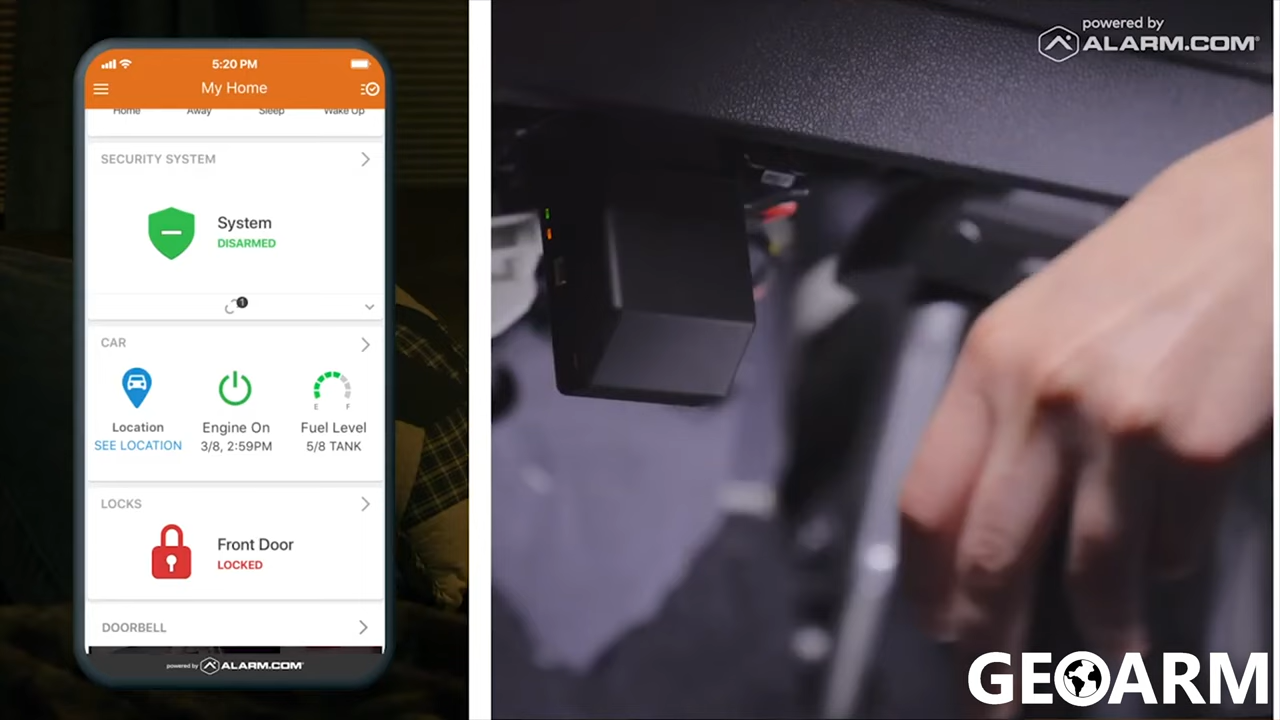 5:20 PM
My Home
Home Away Sleep Wake Up
SECURITY SYSTEM
System
DISARMED
1
CAR
E F
Location
SEE LOCATION
Engine On
3/8, 2:59PM
Fuel Level
5/8 TANK
LOCKS
Front Door
LOCKED
DOORBELL
powered by ALARM.COM
powered by
ALARM.COM
GEOARM